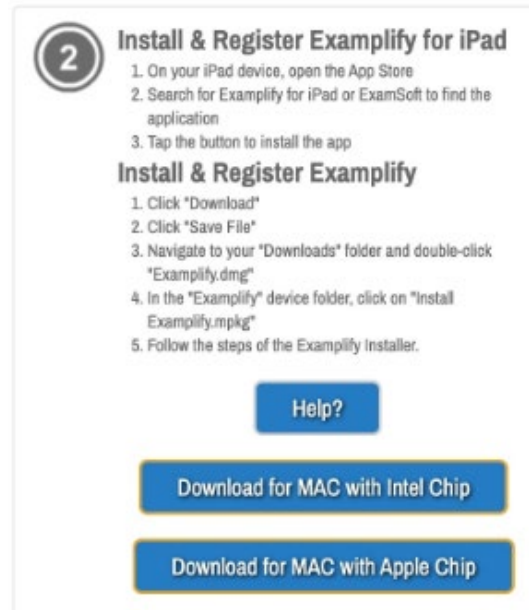 2
Install & Register Examplify for iPad
1. On your iPad device, open the App Store
2. Search for Examplify for iPad or ExamSoft to find the
application
3. Tap the button to install the app
Install & Register Examplify
1. Click "Download"
2. Click "Save File"
3. Navigate to your "Downloads" folder and double-click
"Examplify.dmg"
4. In the "Examplify" device folder, click on "Install
Examplify.mpkg"
5. Follow the steps of the Examplify Installer.
Help?
Download for MAC with Intel Chip
Download for MAC with Apple Chip